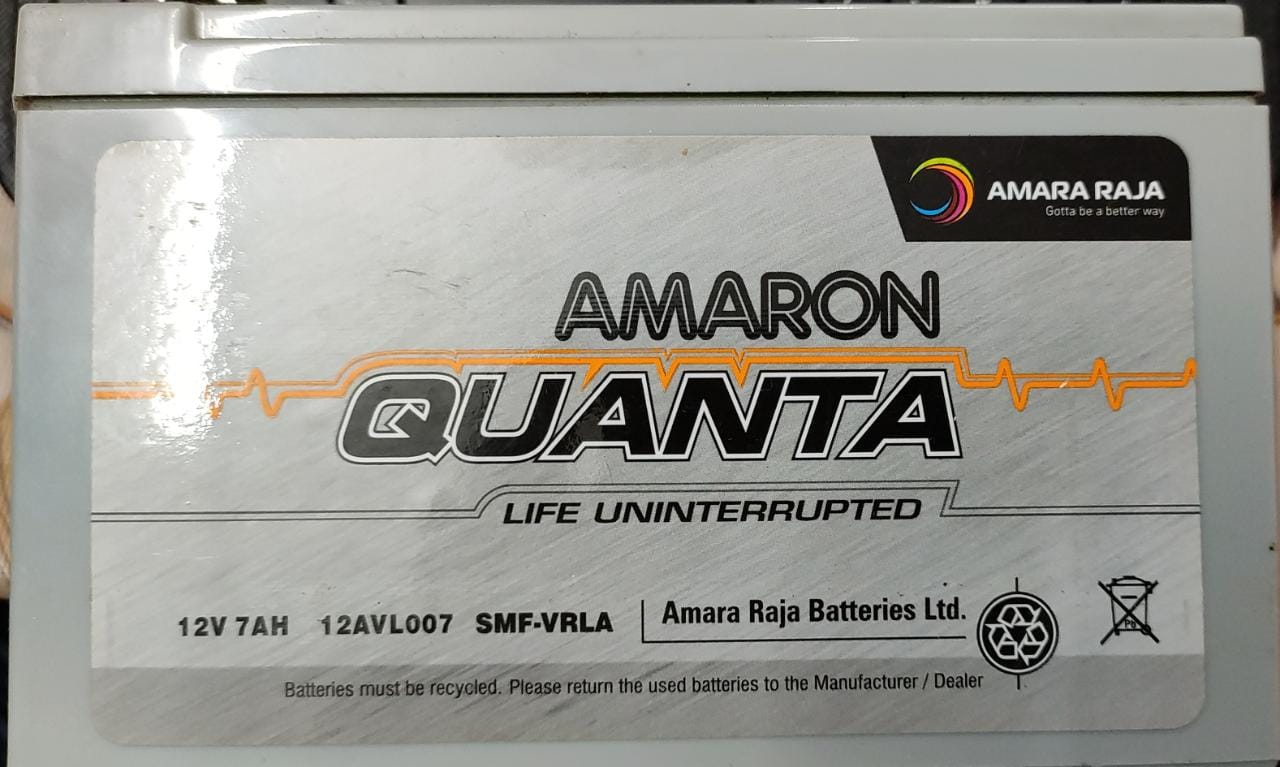 AMARA RAJA
Gotta be a better way
AMARON
QUANTA
LIFE UNINTERRUPTED
12V 7AH 12AVL007 SMF-VRLA Amara Raja Batteries Ltd.
Pb
Batteries must be recycled. Please return the used batteries to the Manufacturer / Dealer